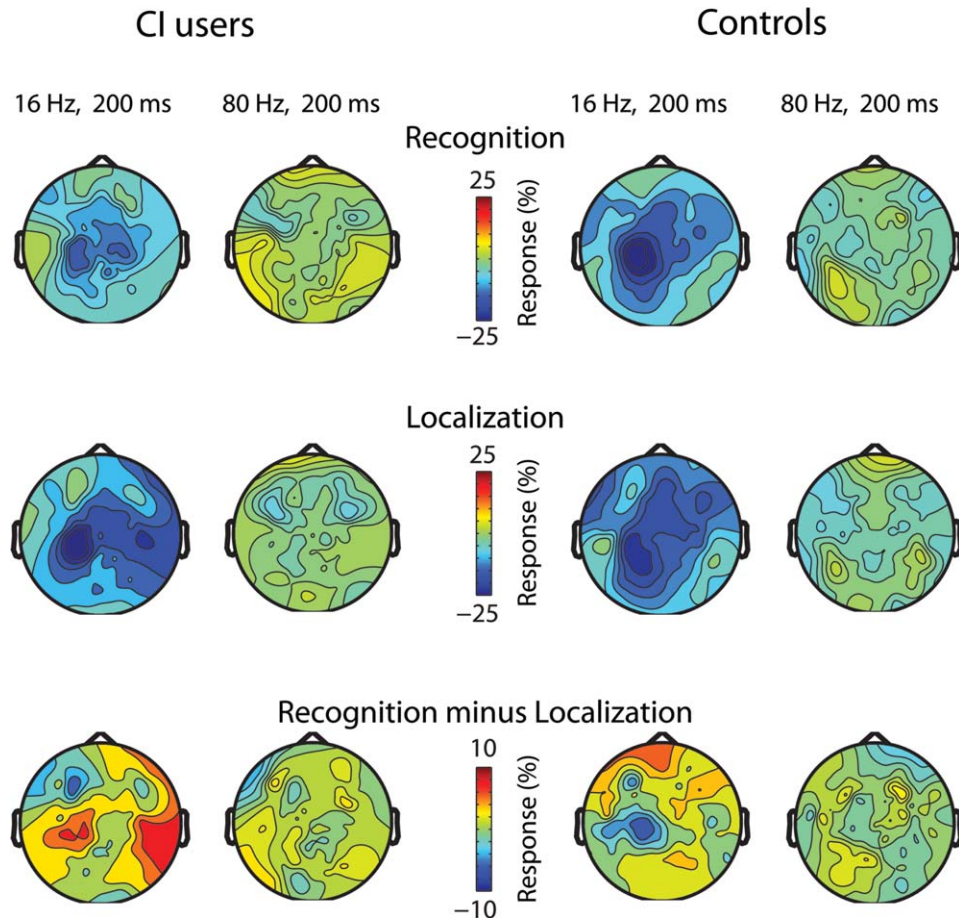 CI users Controls
16 Hz, 200 ms 80 Hz, 200 ms 16 Hz, 200 ms 80 Hz, 200 ms
Recognition
25
Response (%)
−25
Localization
25
Response (%)
−25
Recognition minus Localization
10
Response (%)
−10